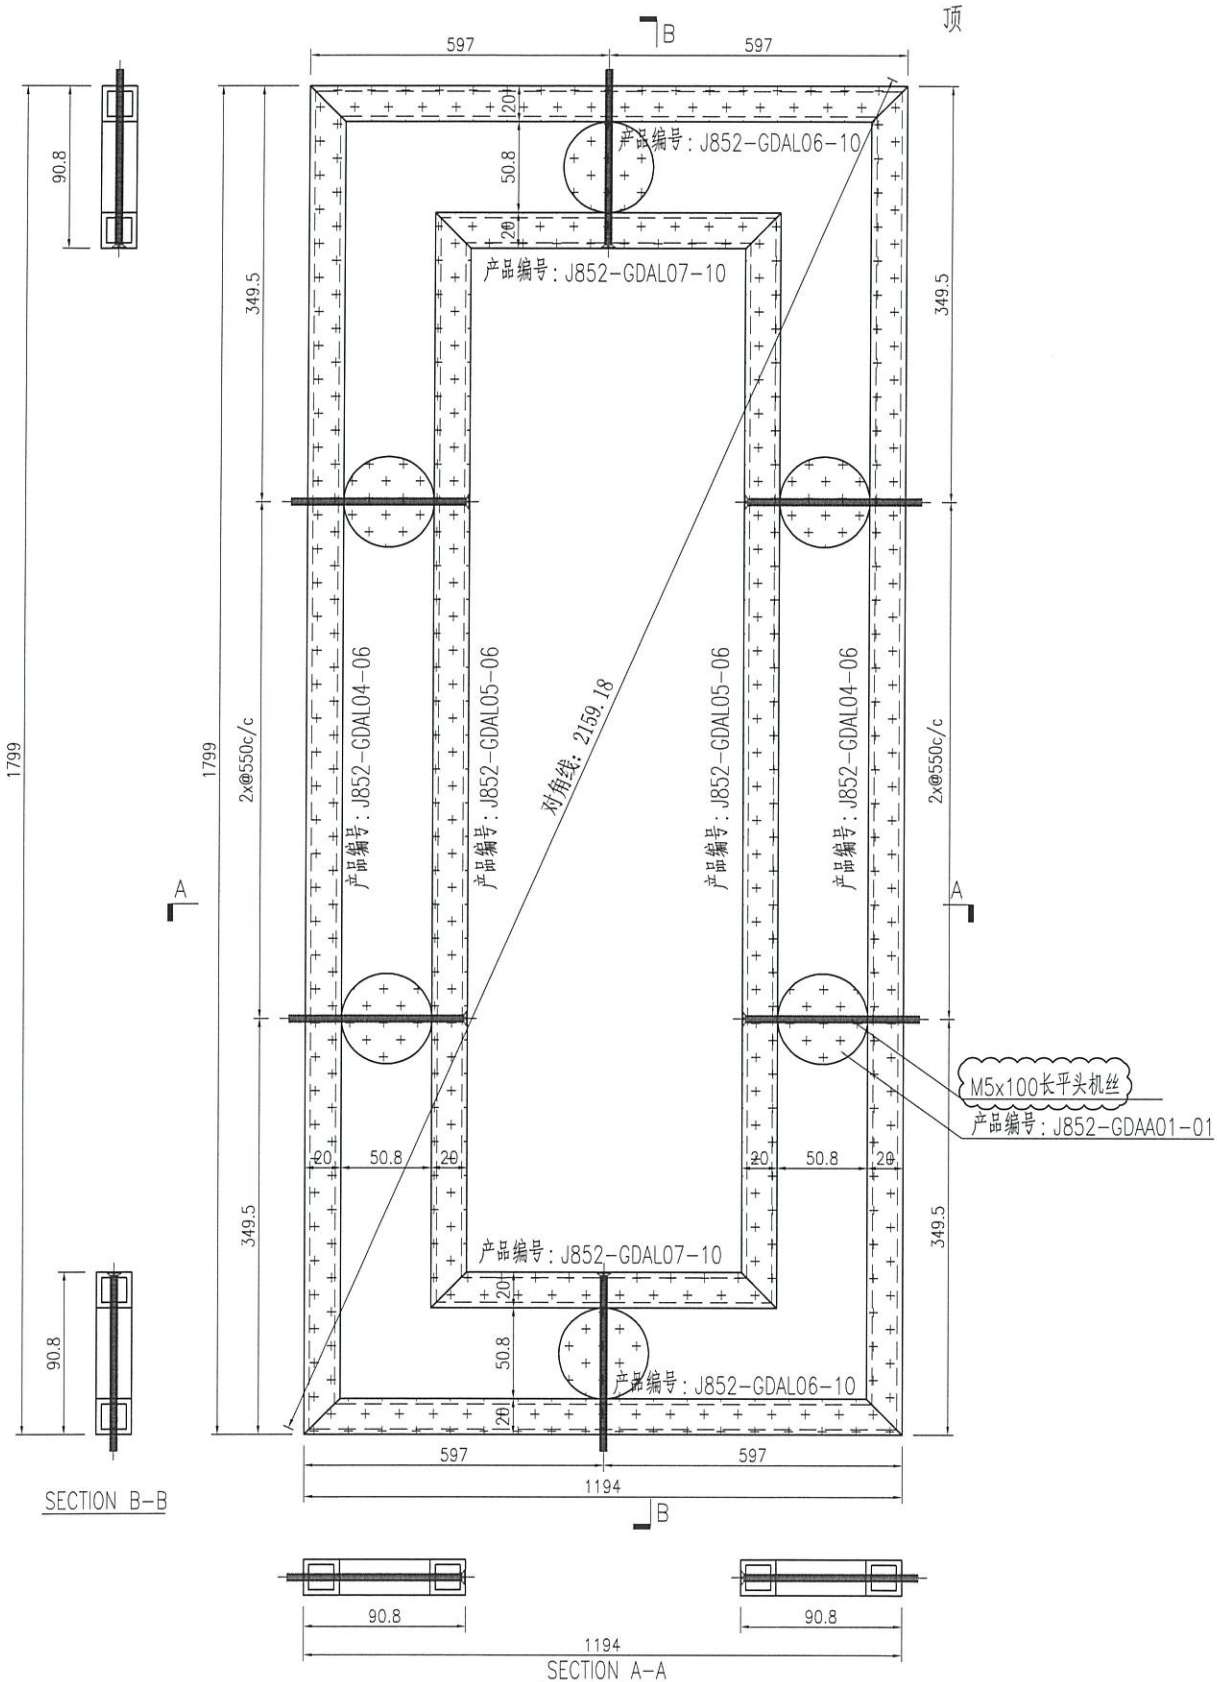 顶
B
597
597
20
产品编号：J852-GDAL06-10
90.8
50.8
20
产品编号：J852-GDAL07-10
349.5
349.5
1799
1799
2x@550c/c
产品编号：J852-GDAL04-06
产品编号：J852-GDAL05-06
对角线：2159.18
产品编号：J852-GDAL05-06
产品编号：J852-GDAL04-06
2x@550c/c
A
A
M5x100长平头机丝
产品编号：J852-GDAA01-01
20
50.8
20
20
50.8
20
349.5
349.5
产品编号：J852-GDAL07-10
20
90.8
50.8
产品编号：J852-GDAL06-10
20
597
597
1194
SECTION B-B
B
90.8
90.8
1194
SECTION A-A